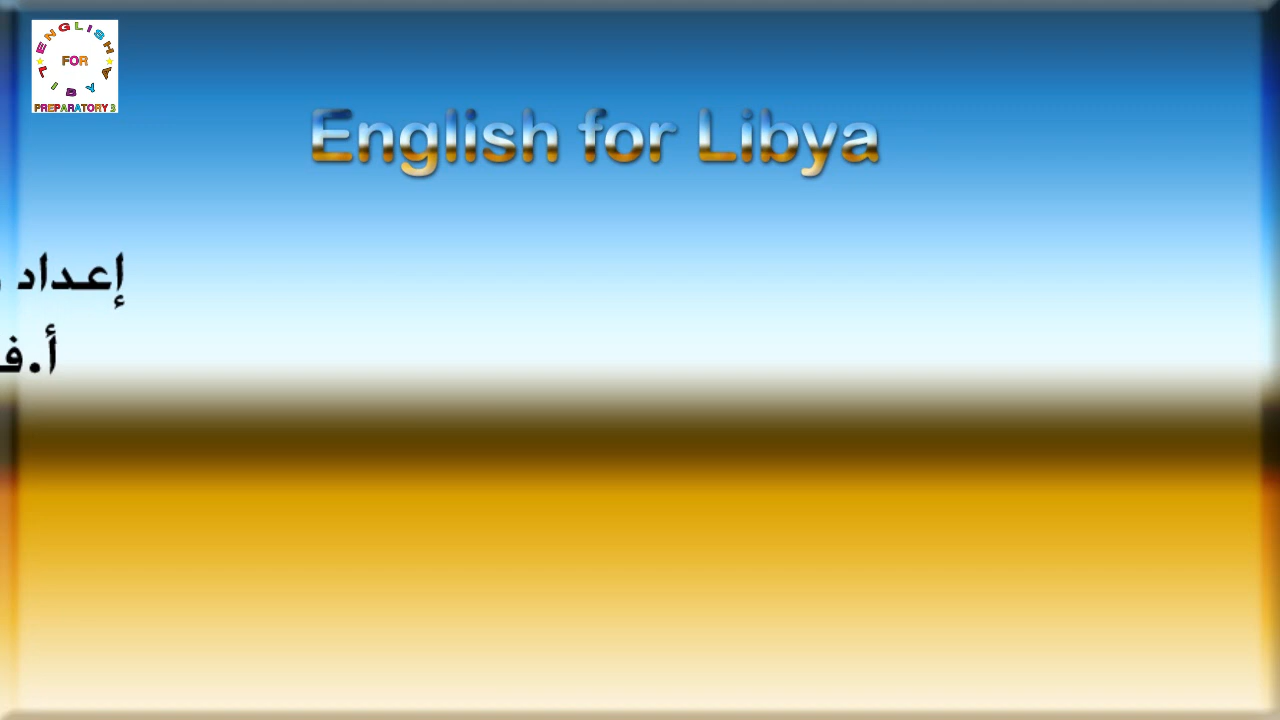 ENGLISH
FOR
LIBYA
PREPARATORY 3
English for Libya
إعداد
أ.ف